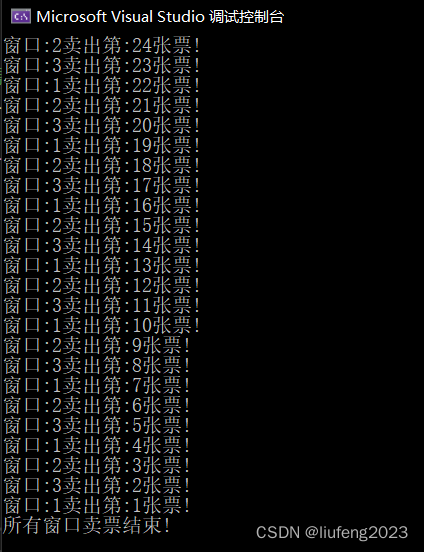 C:\ Microsoft Visual Studio 调试控制台
窗口:2卖出第:24张票!
窗口:3卖出第:23张票!
窗口:1卖出第:22张票!
窗口:2卖出第:21张票!
窗口:3卖出第:20张票!
窗口:1卖出第:19张票!
窗口:2卖出第:18张票!
窗口:3卖出第:17张票!
窗口:1卖出第:16张票!
窗口:2卖出第:15张票!
窗口:3卖出第:14张票!
窗口:1卖出第:13张票!
窗口:2卖出第:12张票!
窗口:3卖出第:11张票!
窗口:1卖出第:10张票!
窗口:2卖出第:9张票!
窗口:3卖出第:8张票!
窗口:1卖出第:7张票!
窗口:2卖出第:6张票!
窗口:3卖出第:5张票!
窗口:1卖出第:4张票!
窗口:2卖出第:3张票!
窗口:3卖出第:2张票!
窗口:1卖出第:1张票!
所有窗口卖票结束!
CSDN @liufeng2023